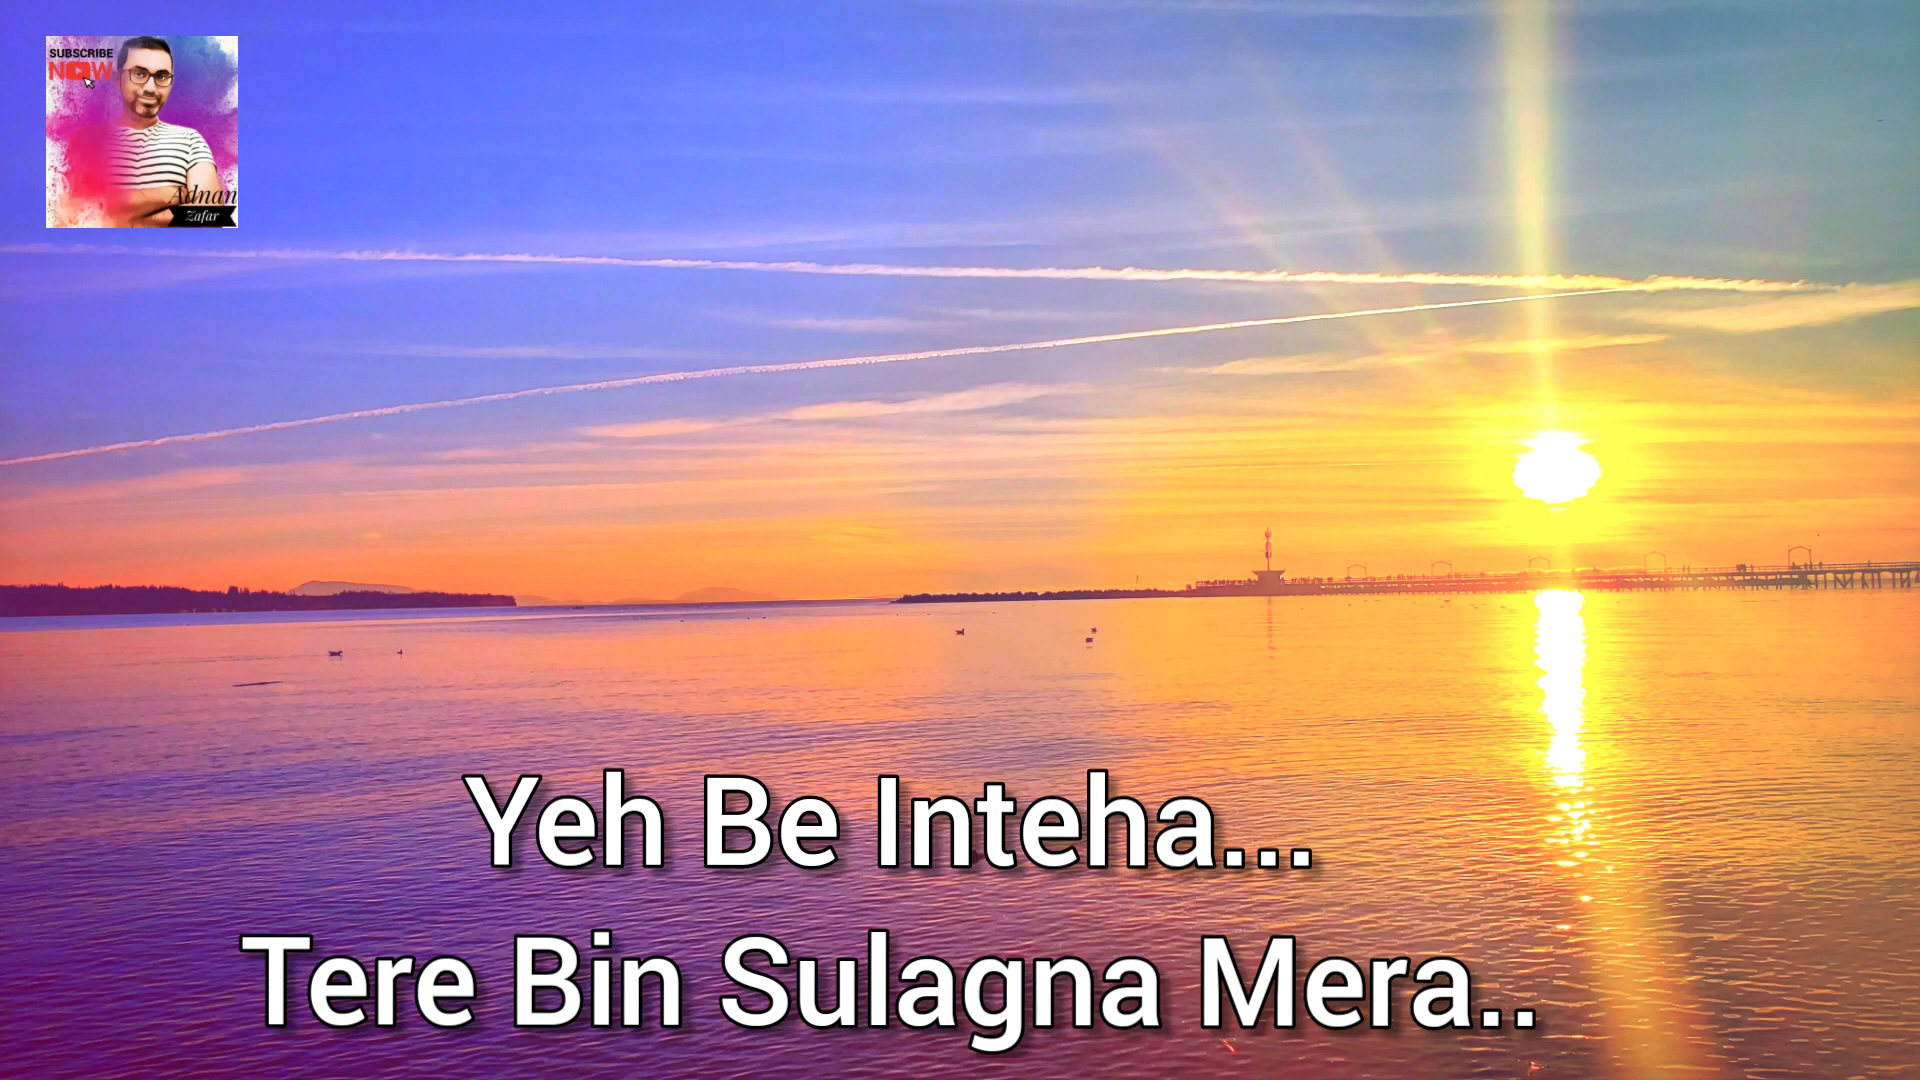 SUBSCRIBE
NOW
Adnan
Zafar
Yeh Be Inteha...
Tere Bin Sulagna Mera..